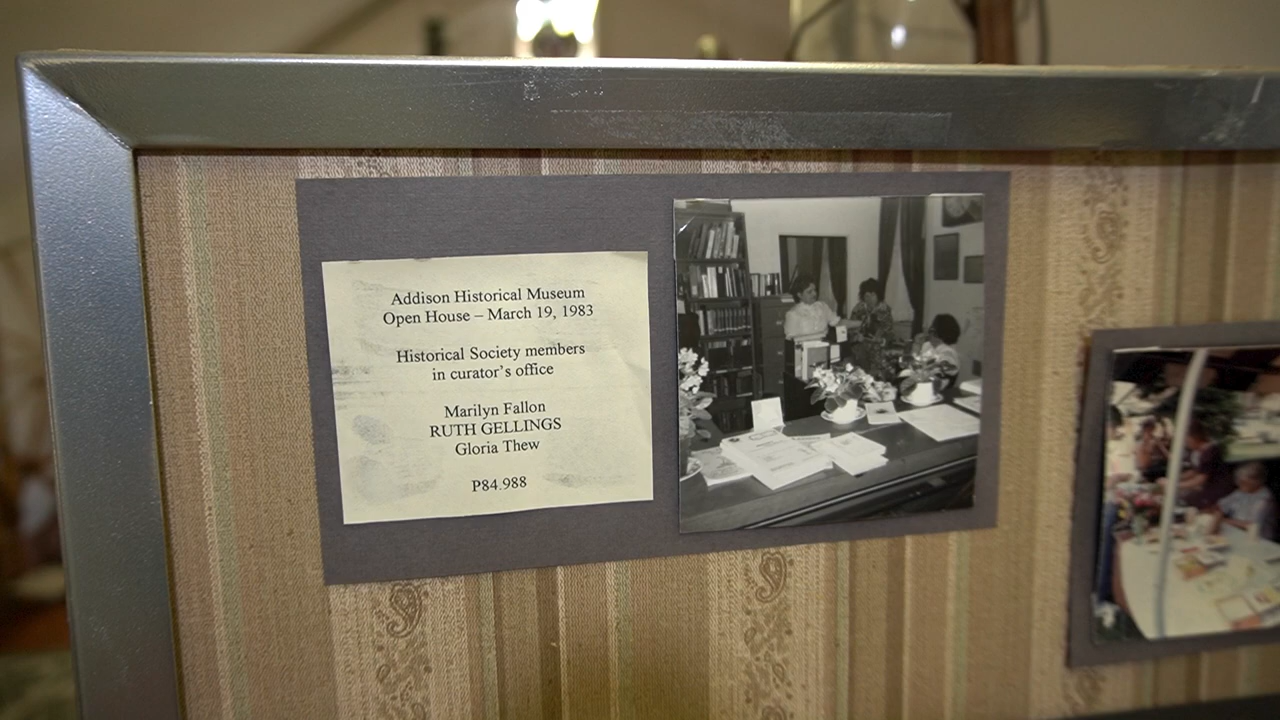 Addison Historical Museum
Open House – March 19, 1983
Historical Society members
in curator's office
Marilyn Fallon
RUTH GELLINGS
Gloria Thew
P84.988